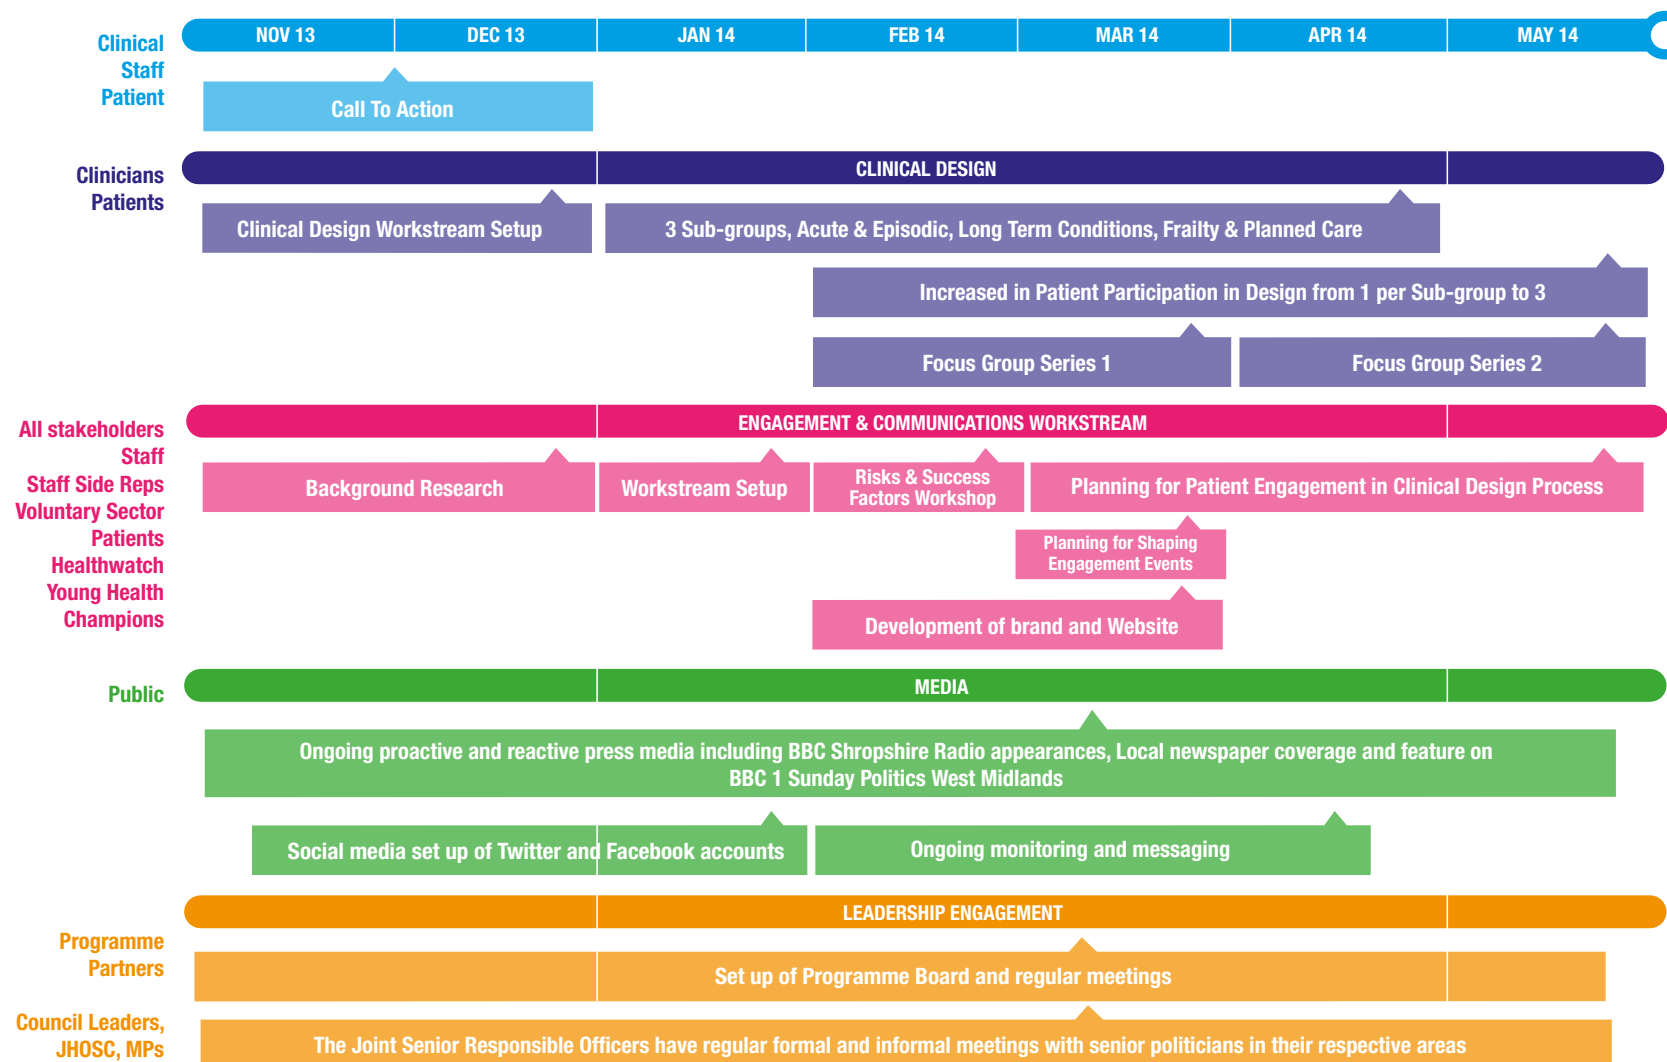 NOV 13
DEC 13
JAN 14
FEB 14
MAR 14
APR 14
MAY 14
Clinical
Staff
Patient
Call To Action
Clinicians
Patients
CLINICAL DESIGN
Clinical Design Workstream Setup
3 Sub-groups, Acute & Episodic, Long Term Conditions, Frailty & Planned Care
Increased in Patient Participation in Design from 1 per Sub-group to 3
Focus Group Series 1
Focus Group Series 2
All stakeholders
Staff
Staff Side Reps
Voluntary Sector
Patients
Healthwatch
Young Health
Champions
ENGAGEMENT & COMMUNICATIONS WORKSTREAM
Background Research
Workstream Setup
Risks & Success
Factors Workshop
Planning for Patient Engagement in Clinical Design Process
Planning for Shaping
Engagement Events
Development of brand and Website
Public
MEDIA
Ongoing proactive and reactive press media including BBC Shropshire Radio appearances, Local newspaper coverage and feature on
BBC 1 Sunday Politics West Midlands
Social media set up of Twitter and Facebook accounts
Ongoing monitoring and messaging
LEADERSHIP ENGAGEMENT
Programme
Partners
Set up of Programme Board and regular meetings
Council Leaders,
JHOSC, MPs
The Joint Senior Responsible Officers have regular formal and informal meetings with senior politicians in their respective areas